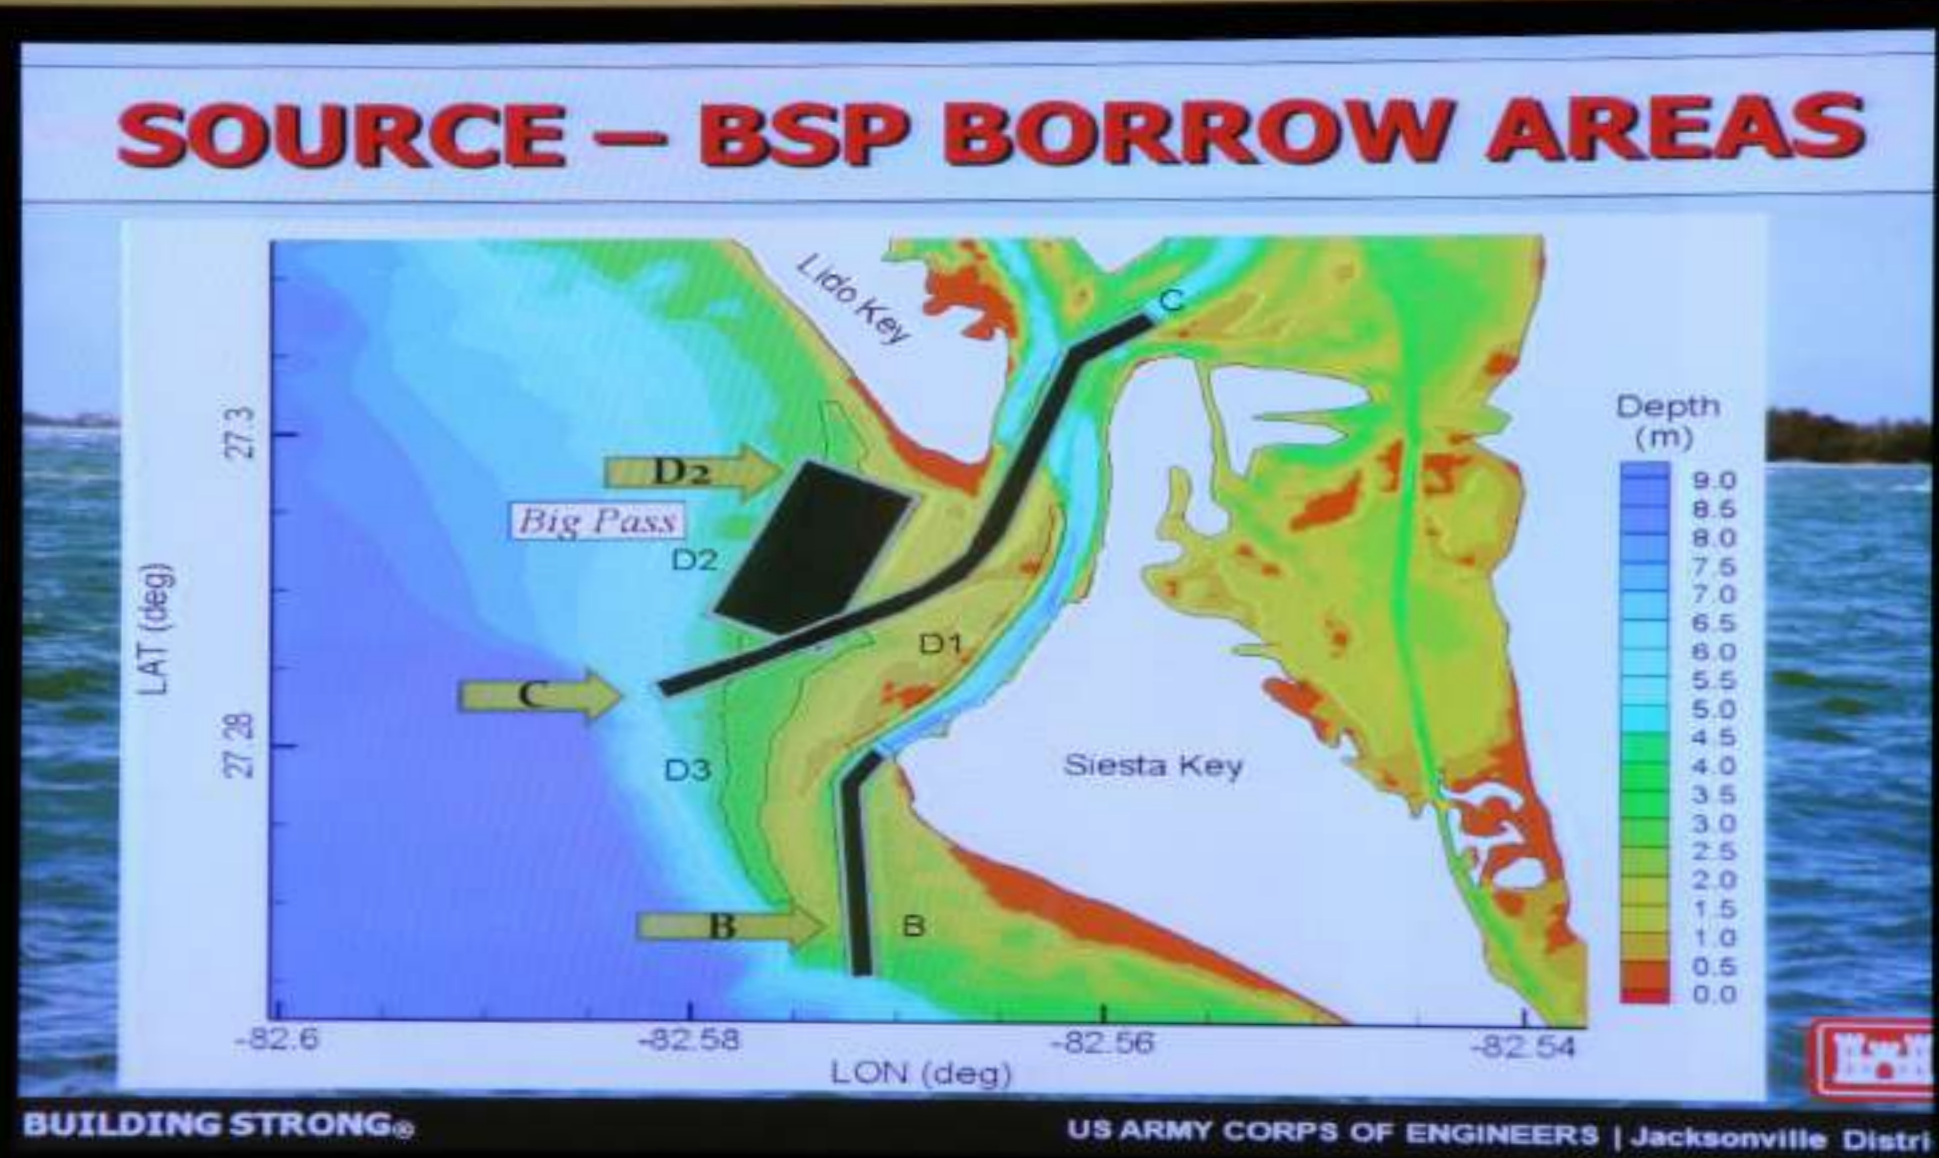 SOURCE – BSP BORROW AREAS
Lido Key
C
Depth
(m)
27.3
D2
Big Pass
D2
9.0
8.5
8.0
7.5
7.0
6.5
6.0
5.5
5.0
4.5
4.0
3.5
3.0
2.5
2.0
1.5
1.0
0.5
0.0
LAT (deg)
D1
C
27.28
D3
Siesta Key
B
B
-82.6
-82.58
-82.56
-82.54
LON (deg)
BUILDING STRONG®
US ARMY CORPS OF ENGINEERS | Jacksonville Distri